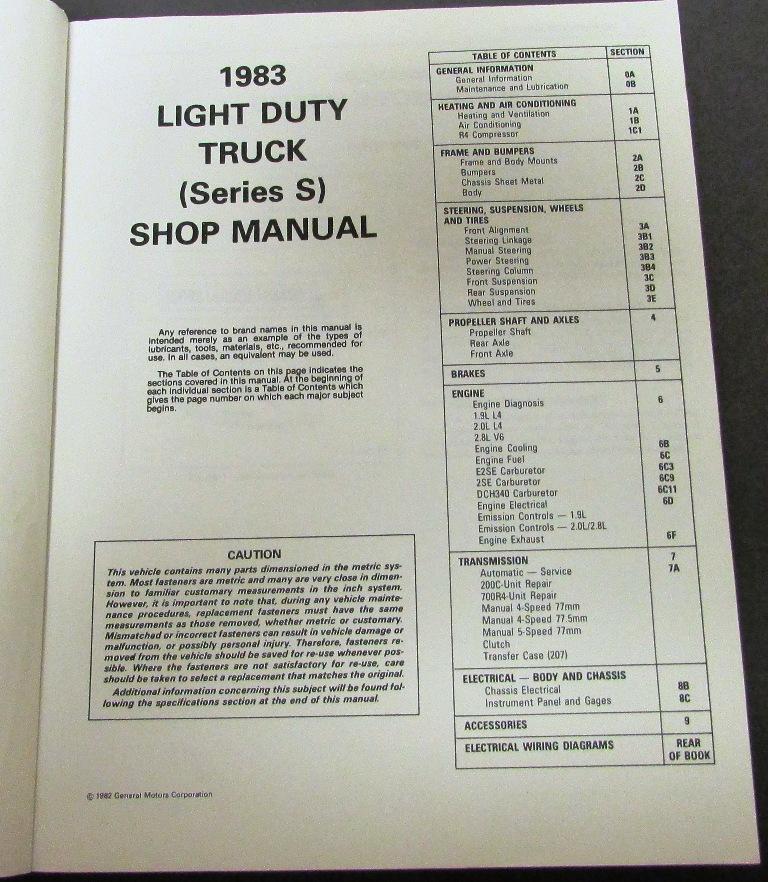 1983
LIGHT DUTY
TRUCK
(Series S)
SHOP MANUAL
Any reference to brand names in this manual is
intended merely as an example of the types of
lubricants, tools, materials, etc., recommended for
use. In all cases, an equivalent may be used.
The Table of Contents on this page indicates the
sections covered in this manual. At the beginning of
each individual section is a Table of Contents which
gives the page number on which each major subject
begins.
CAUTION
This vehicle contains many parts dimensioned in the metric sys-
tem. Most fasteners are metric and many are very close in dimen-
sion to familiar customary measurements in the inch system.
However, it is important to note that, during any vehicle mainte-
nance procedures, replacement fasteners must have the same
measurements as those removed, whether metric or customary.
Mismatched or incorrect fasteners can result in vehicle damage or
malfunction, or possibly personal injury. Therefore, fasteners re-
moved from the vehicle should be saved for re-use whenever pos-
sible. Where the fasteners are not satisfactory for re-use, care
should be taken to select a replacement that matches the original.
Additional information concerning this subject will be found fol-
lowing the specifications section at the end of this manual.
© 1982 General Motors Corporation
TABLE OF CONTENTS SECTION
GENERAL INFORMATION
General Information 0A
Maintenance and Lubrication 0B
HEATING AND AIR CONDITIONING
Heating and Ventilation 1A
Air Conditioning 1B
R4 Compressor 1C1
FRAME AND BUMPERS
Frame and Body Mounts 2A
Bumpers 2B
Chassis Sheet Metal 2C
Body 2D
STEERING, SUSPENSION, WHEELS
AND TIRES
Front Alignment 3A
Steering Linkage 3B1
Manual Steering 3B2
Power Steering 3B3
Steering Column 3B4
Front Suspension 3C
Rear Suspension 3D
Wheel and Tires 3E
PROPELLER SHAFT AND AXLES 4
Propeller Shaft
Rear Axle
Front Axle
BRAKES 5
ENGINE
Engine Diagnosis 6
1.9L L4
2.0L L4
2.8L V6
Engine Cooling 6B
Engine Fuel 6C
E2SE Carburetor 6C3
2SE Carburetor 6C9
DCH340 Carburetor 6C11
Engine Electrical 6D
Emission Controls — 1.9L
Emission Controls — 2.0L/2.8L
Engine Exhaust 6F
TRANSMISSION 7
Automatic — Service 7A
200C-Unit Repair
700R4-Unit Repair
Manual 4-Speed 77mm
Manual 4-Speed 77.5mm
Manual 5-Speed 77mm
Clutch
Transfer Case (207)
ELECTRICAL — BODY AND CHASSIS
Chassis Electrical 8B
Instrument Panel and Gages 8C
ACCESSORIES 9
ELECTRICAL WIRING DIAGRAMS REAR
OF BOOK